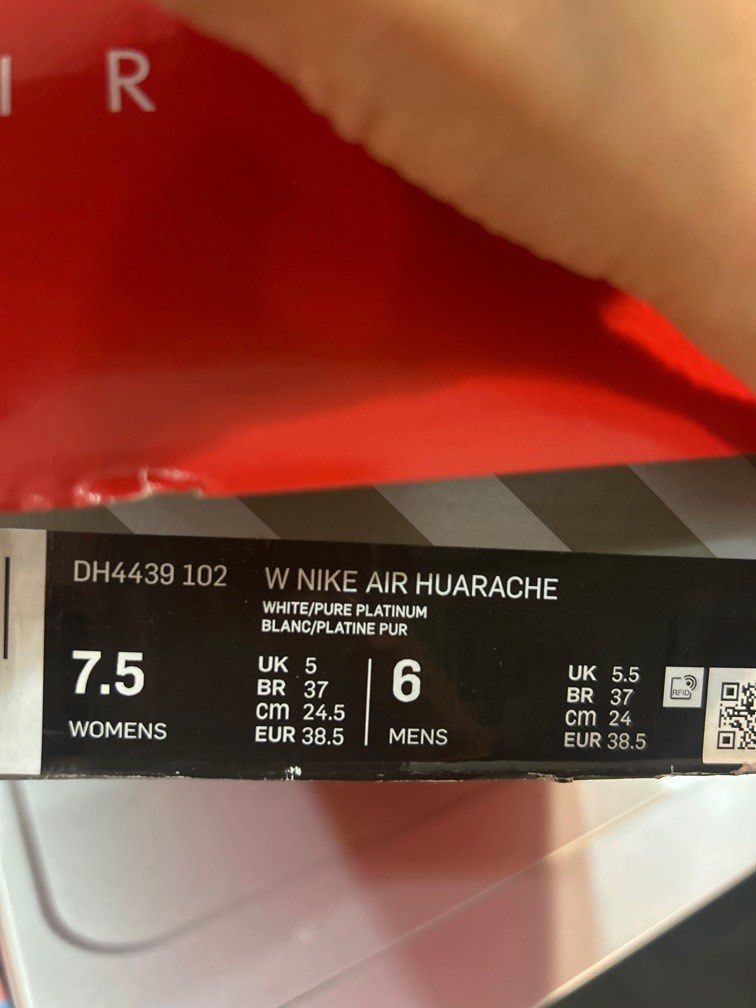 I R
DH4439 102 W NIKE AIR HUARACHE
WHITE/PURE PLATINUM
BLANC/PLATINE PUR
7.5
WOMENS
UK 5
BR 37
cm 24.5
EUR 38.5
6
MENS
UK 5.5
BR 37
cm 24
EUR 38.5
RFID